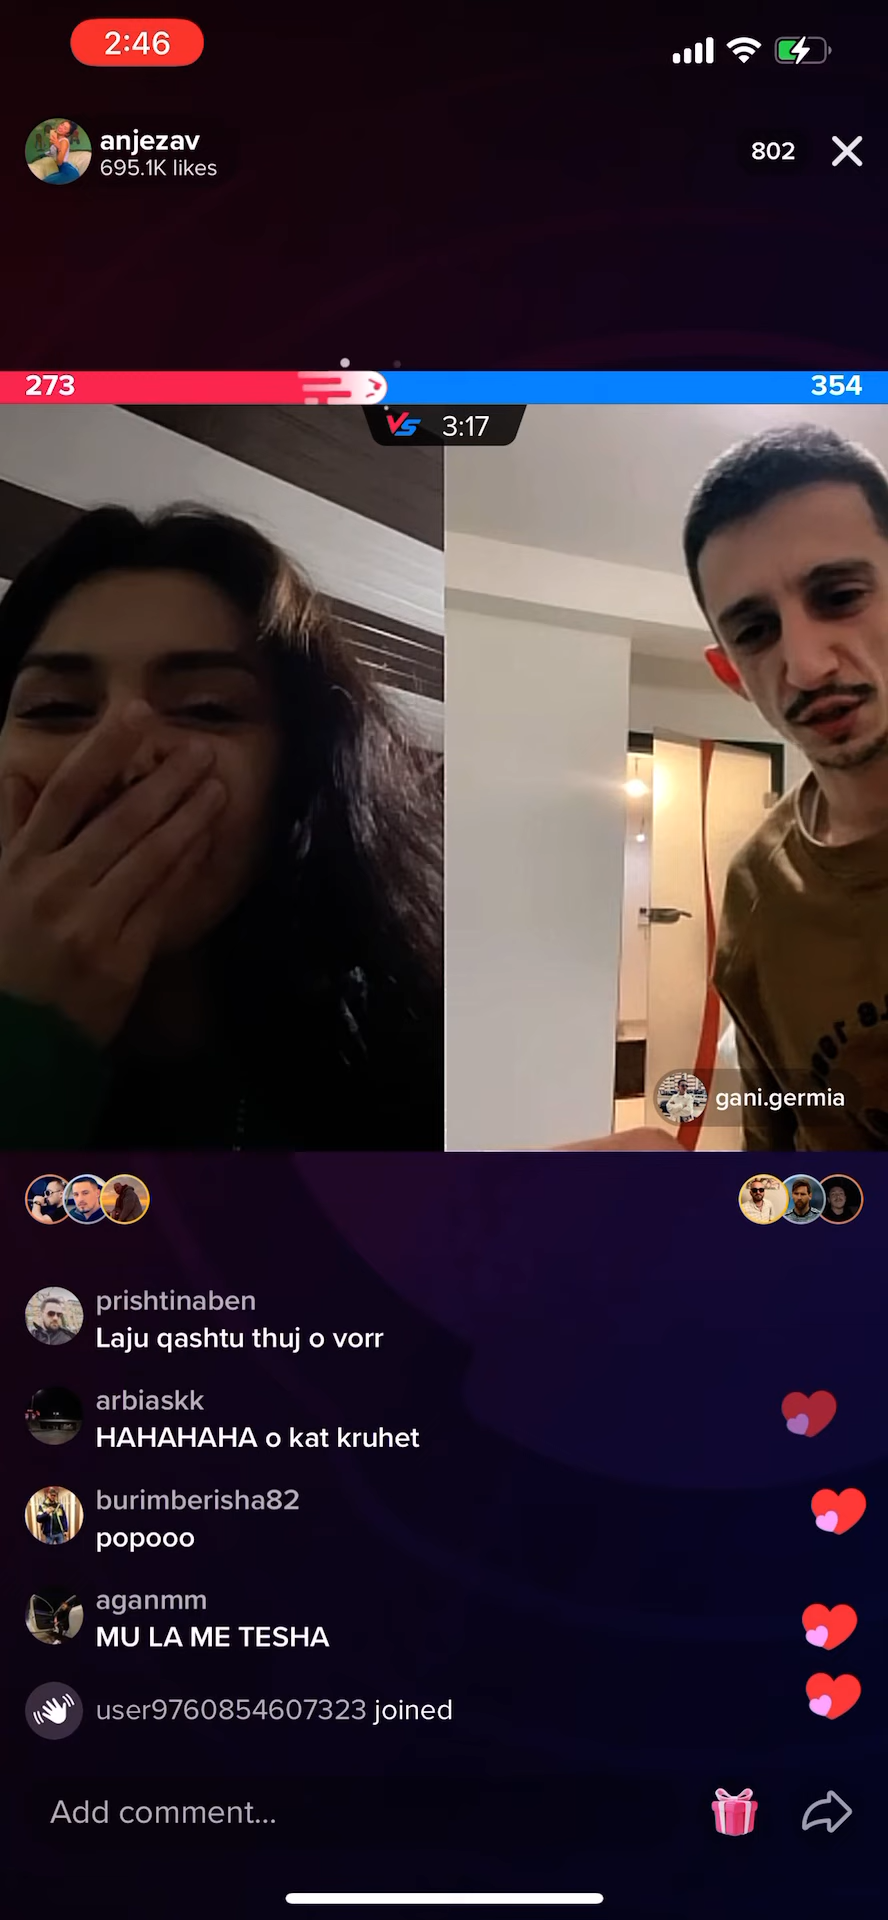 2:46
anjezav
695.1K likes
802
273
354
VS 3:17
gani.germia
prishtinaben
Laju qashtu thuj o vorr
arbiaskk
HAHAHAHA o kat kruhet
burimberisha82
popooo
aganmm
MU LA ME TESHA
user9760854607323 joined
Add comment...